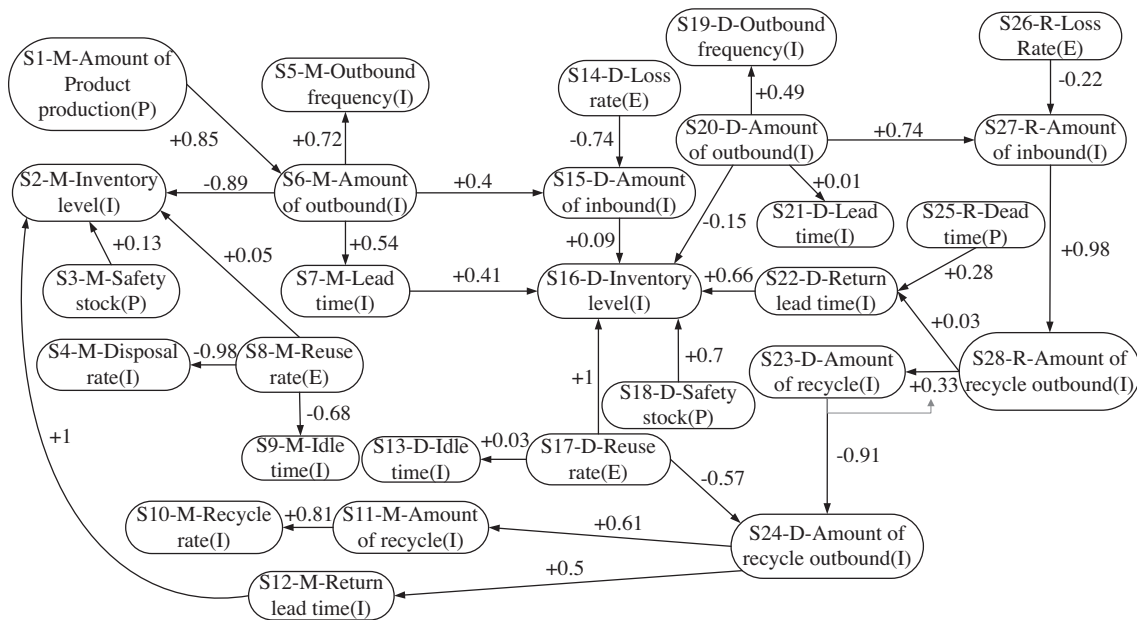 S1-M-Amount of
Product
production(P)
S5-M-Outbound
frequency(I)
S14-D-Loss
rate(E)
S19-D-Outbound
frequency(I)
S26-R-Loss
Rate(E)
+0.85
+0.72
-0.74
+0.49
-0.22
S20-D-Amount
of outbound(I)
+0.74
S27-R-Amount
of inbound(I)
S2-M-Inventory
level(I)
-0.89
S6-M-Amount
of outbound(I)
+0.4
S15-D-Amount
of inbound(I)
-0.15
+0.01
S21-D-Lead
time(I)
S25-R-Dead
time(P)
+0.13
+0.05
+0.54
+0.09
+0.98
S3-M-Safety
stock(P)
S7-M-Lead
time(I)
+0.41
S16-D-Inventory
level(I)
+0.66
S22-D-Return
lead time(I)
+0.28
+0.03
S4-M-Disposal
rate(I)
-0.98
S8-M-Reuse
rate(E)
+1
+0.7
S18-D-Safety
stock(P)
S23-D-Amount
of recycle(I)
+0.33
S28-R-Amount of
recycle outbound(I)
-0.68
+1
S9-M-Idle
time(I)
S13-D-Idle
time(I)
+0.03
S17-D-Reuse
rate(E)
-0.57
-0.91
S10-M-Recycle
rate(I)
+0.81
S11-M-Amount
of recycle(I)
+0.61
S24-D-Amount of
recycle outbound(I)
S12-M-Return
lead time(I)
+0.5